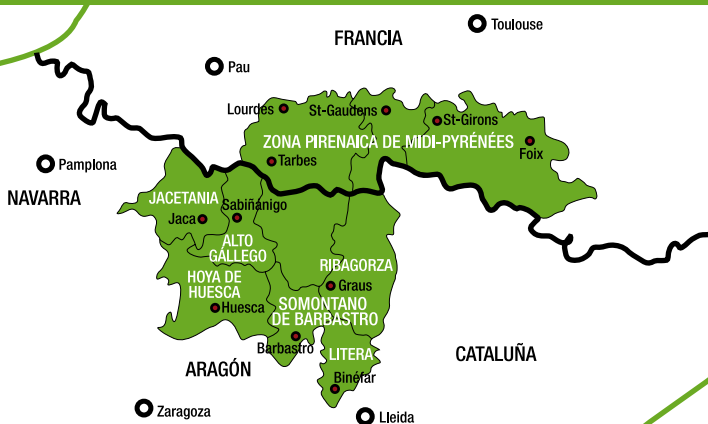 FRANCIA
Toulouse
Pau
Lourdes
St-Gaudens
St-Girons
ZONA PIRENAICA DE MIDI-PYRÉNÉES
Foix
Tarbes
Pamplona
NAVARRA
JACETANIA
Jaca
Sabiñánigo
ALTO
GÁLLEGO
RIBAGORZA
HOYA DE
HUESCA
Graus
Huesca
SOMONTANO
DE BARBASTRO
Barbastro
LITERA
CATALUÑA
ARAGÓN
Binéfar
Zaragoza
Lleida